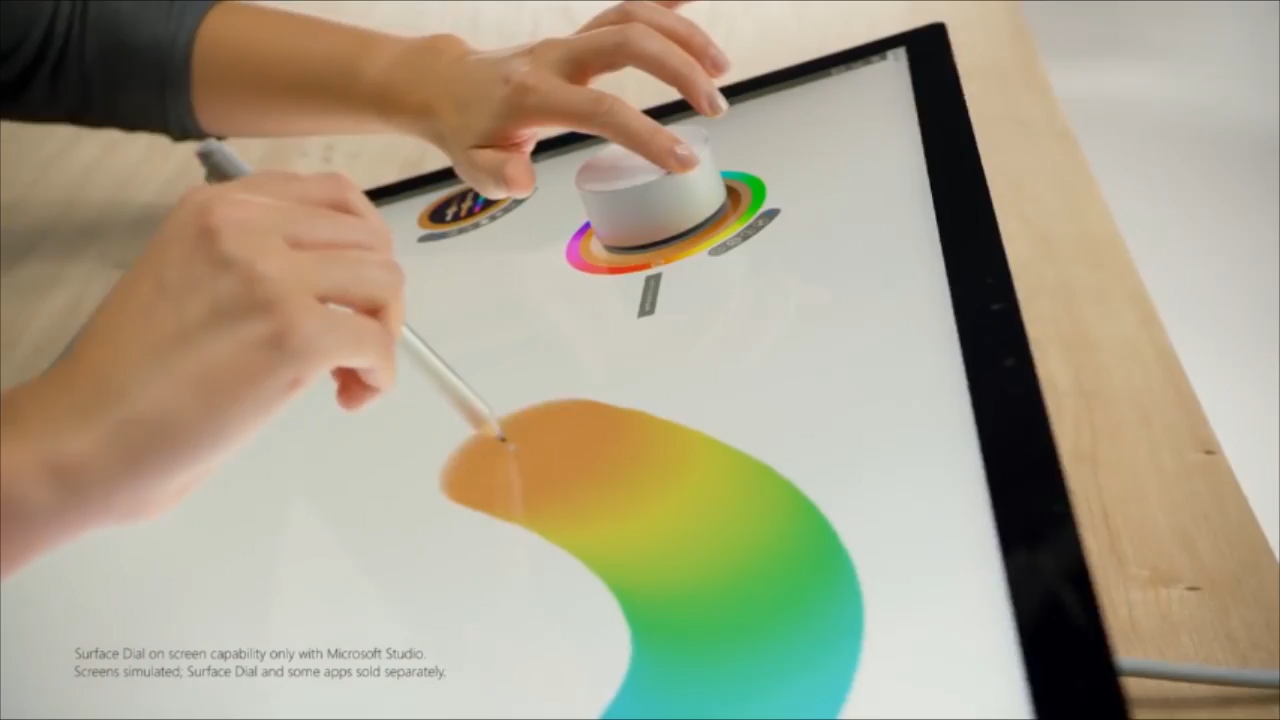 Surface Dial on screen capability only with Microsoft Studio.
Screens simulated; Surface Dial and some apps sold separately.